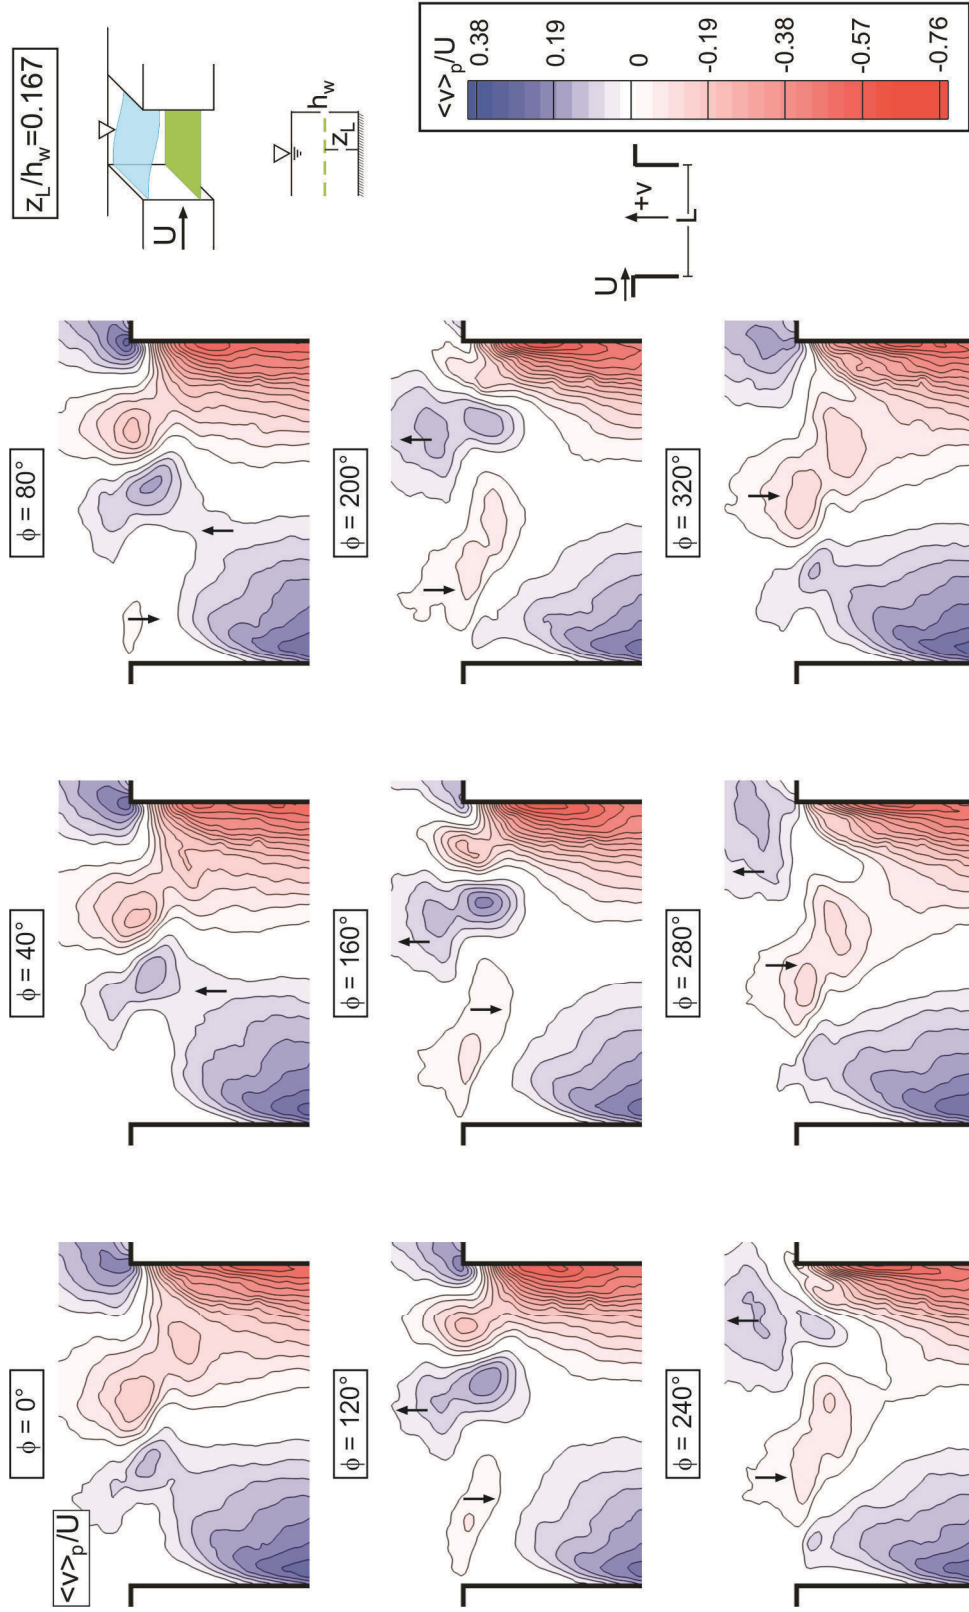 z_L/h_w=0.167
U
h_w
z_L
U
+v
L
<v>_p/U
0.38
0.19
0
-0.19
-0.38
-0.57
-0.76
<v>_p/U
ϕ = 0°
ϕ = 40°
ϕ = 80°
ϕ = 120°
ϕ = 160°
ϕ = 200°
ϕ = 240°
ϕ = 280°
ϕ = 320°